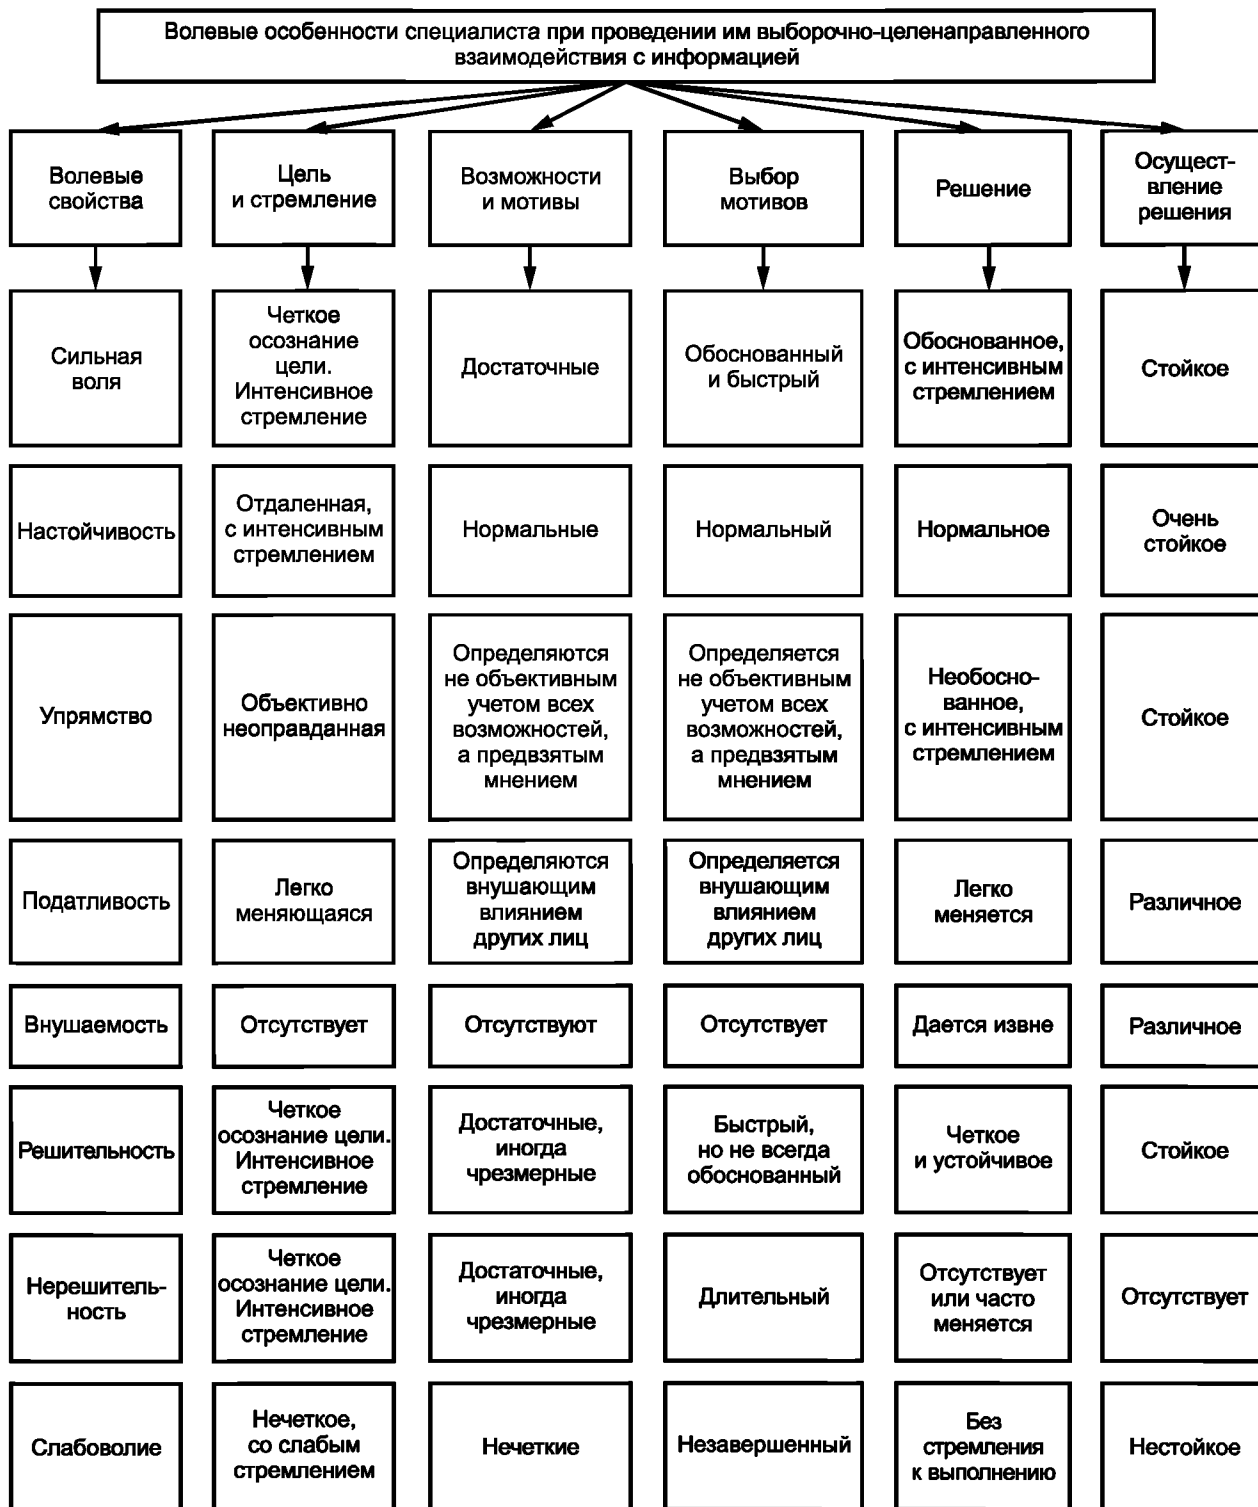 Волевые особенности специалиста при проведении им выборочно-целенаправленного
взаимодействия с информацией
Волевые
свойства
Цель
и стремление
Возможности
и мотивы
Выбор
мотивов
Решение
Осущест-
вление
решения
Сильная
воля
Четкое
осознание
цели.
Интенсивное
стремление
Достаточные
Обоснованный
и быстрый
Обоснованное,
с интенсивным
стремлением
Стойкое
Настойчивость
Отдаленная,
с интенсивным
стремлением
Нормальные
Нормальный
Нормальное
Очень
стойкое
Упрямство
Объективно
неоправданная
Определяются
не объективным
учетом всех
возможностей,
а предвзятым
мнением
Определяется
не объективным
учетом всех
возможностей,
а предвзятым
мнением
Необосно-
ванное,
с интенсивным
стремлением
Стойкое
Податливость
Легко
меняющаяся
Определяются
внушающим
влиянием
других лиц
Определяется
внушающим
влиянием
других лиц
Легко
меняется
Различное
Внушаемость
Отсутствует
Отсутствуют
Отсутствует
Дается извне
Различное
Решительность
Четкое
осознание цели.
Интенсивное
стремление
Достаточные,
иногда
чрезмерные
Быстрый,
но не всегда
обоснованный
Четкое
и устойчивое
Стойкое
Нерешитель-
ность
Четкое
осознание цели.
Интенсивное
стремление
Достаточные,
иногда
чрезмерные
Длительный
Отсутствует
или часто
меняется
Отсутствует
Слабоволие
Нечеткое,
со слабым
стремлением
Нечеткие
Незавершенный
Без
стремления
к выполнению
Нестойкое